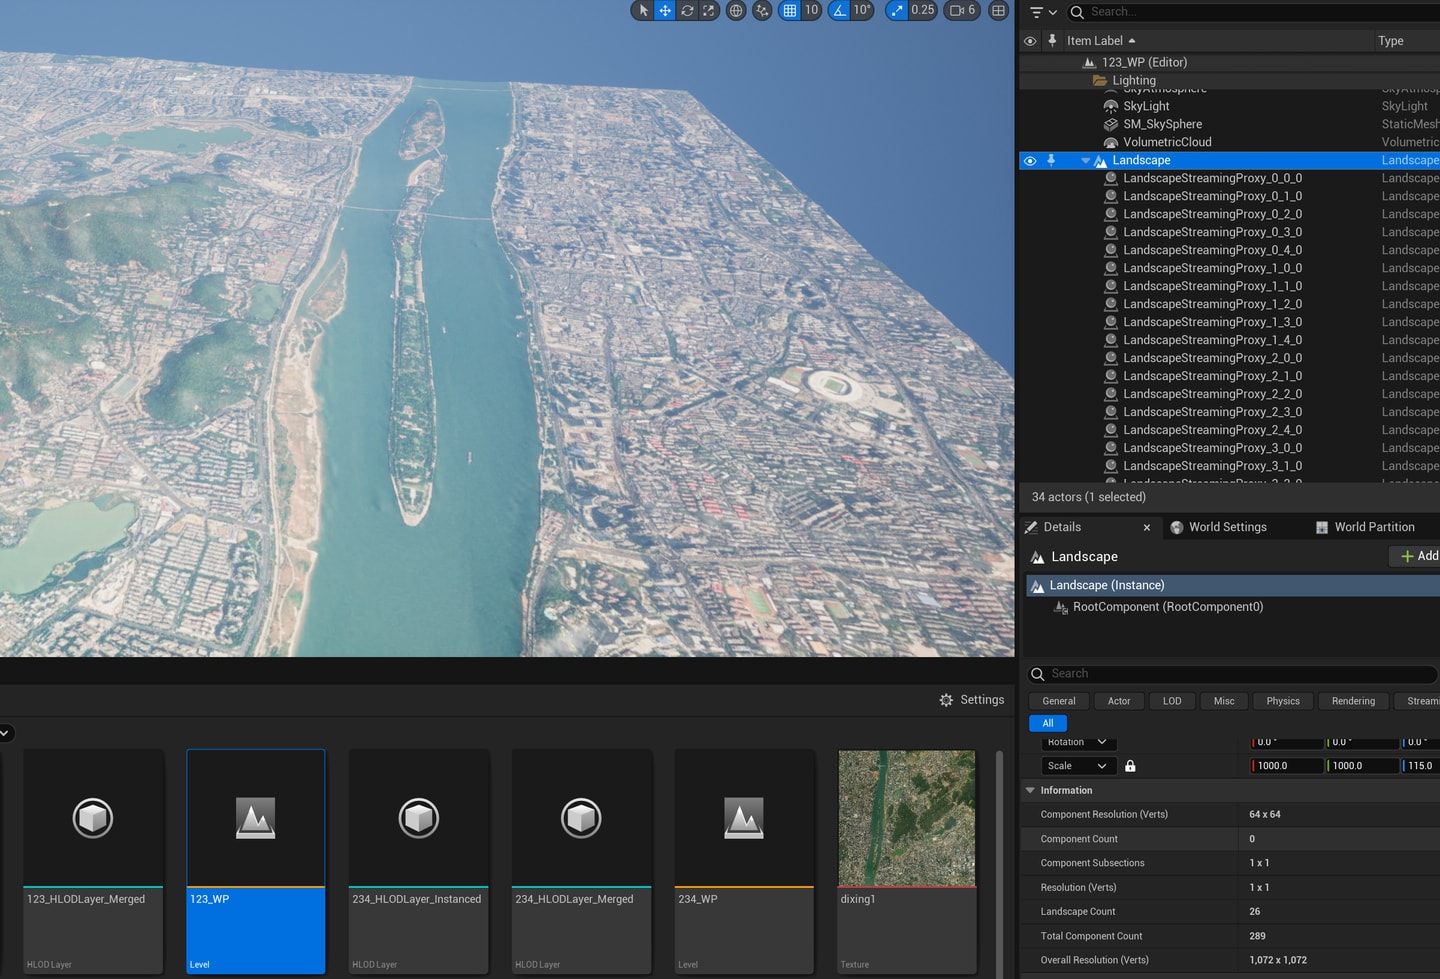 10
10°
0.25
6
Search...
Item Label
Type
123_WP (Editor)
Lighting
SkyAtmosphere
SkyLight
SkyLight
SM_SkySphere
StaticMesh
VolumetricCloud
Volumetric
Landscape
Landscape
LandscapeStreamingProxy_0_0_0
Landscape
LandscapeStreamingProxy_0_1_0
Landscape
LandscapeStreamingProxy_0_2_0
Landscape
LandscapeStreamingProxy_0_3_0
Landscape
LandscapeStreamingProxy_0_4_0
Landscape
LandscapeStreamingProxy_1_0_0
Landscape
LandscapeStreamingProxy_1_1_0
Landscape
LandscapeStreamingProxy_1_2_0
Landscape
LandscapeStreamingProxy_1_3_0
Landscape
LandscapeStreamingProxy_1_4_0
Landscape
LandscapeStreamingProxy_2_0_0
Landscape
LandscapeStreamingProxy_2_1_0
Landscape
LandscapeStreamingProxy_2_2_0
Landscape
LandscapeStreamingProxy_2_3_0
Landscape
LandscapeStreamingProxy_2_4_0
Landscape
LandscapeStreamingProxy_3_0_0
Landscape
LandscapeStreamingProxy_3_1_0
Landscape
34 actors (1 selected)
Details
World Settings
World Partition
Landscape
Add
Landscape (Instance)
RootComponent (RootComponent0)
Search
General
Actor
LOD
Misc
Physics
Rendering
Stream
All
Rotation
0.0 °
0.0 °
0.0 °
Scale
1000.0
1000.0
115.0
Information
Component Resolution (Verts)
64 x 64
Component Count
0
Component Subsections
1 x 1
Resolution (Verts)
1 x 1
Landscape Count
26
Total Component Count
289
Overall Resolution (Verts)
1,072 x 1,072
Settings
123_HLODLayer_Merged
HLOD Layer
123_WP
Level
234_HLODLayer_Instanced
HLOD Layer
234_HLODLayer_Merged
HLOD Layer
234_WP
Level
dixing1
Texture